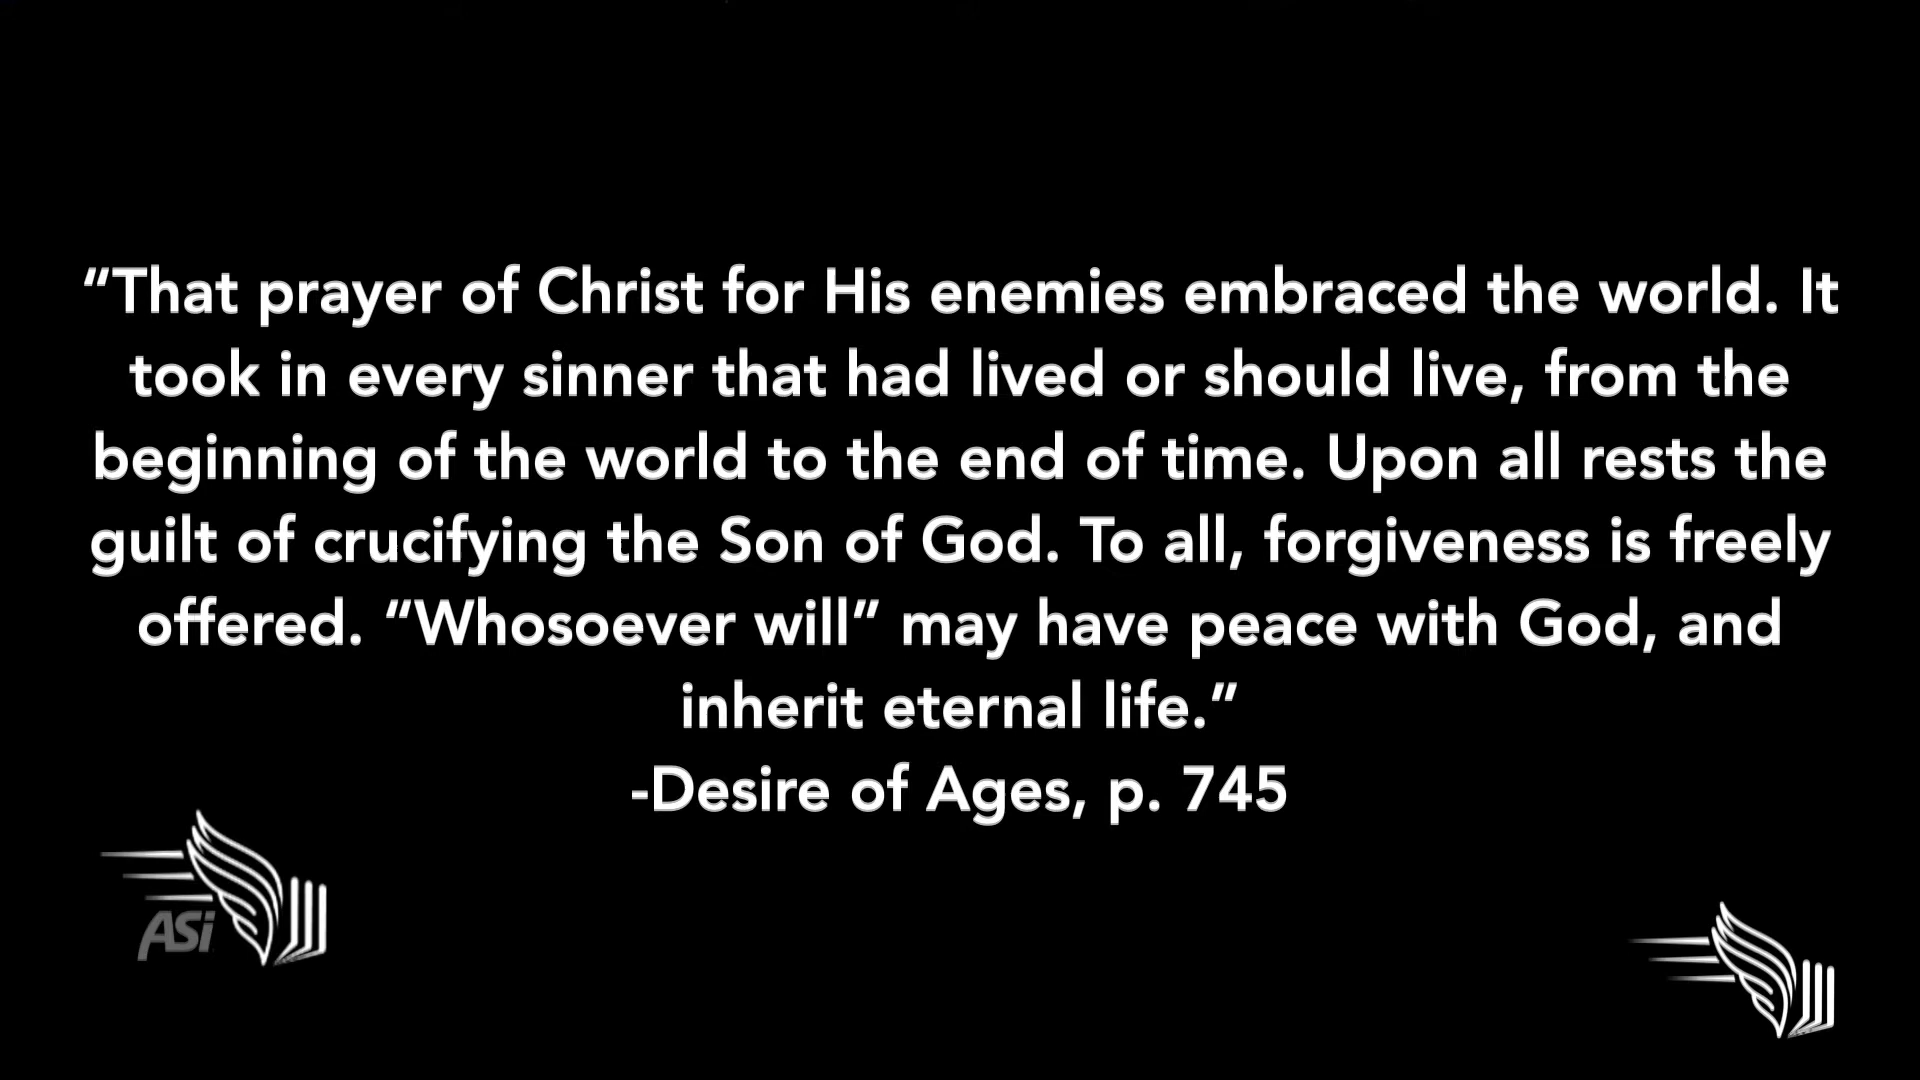 “That prayer of Christ for His enemies embraced the world. It
took in every sinner that had lived or should live, from the
beginning of the world to the end of time. Upon all rests the
guilt of crucifying the Son of God. To all, forgiveness is freely
offered. “Whosoever will” may have peace with God, and
inherit eternal life.”
-Desire of Ages, p. 745
ASi